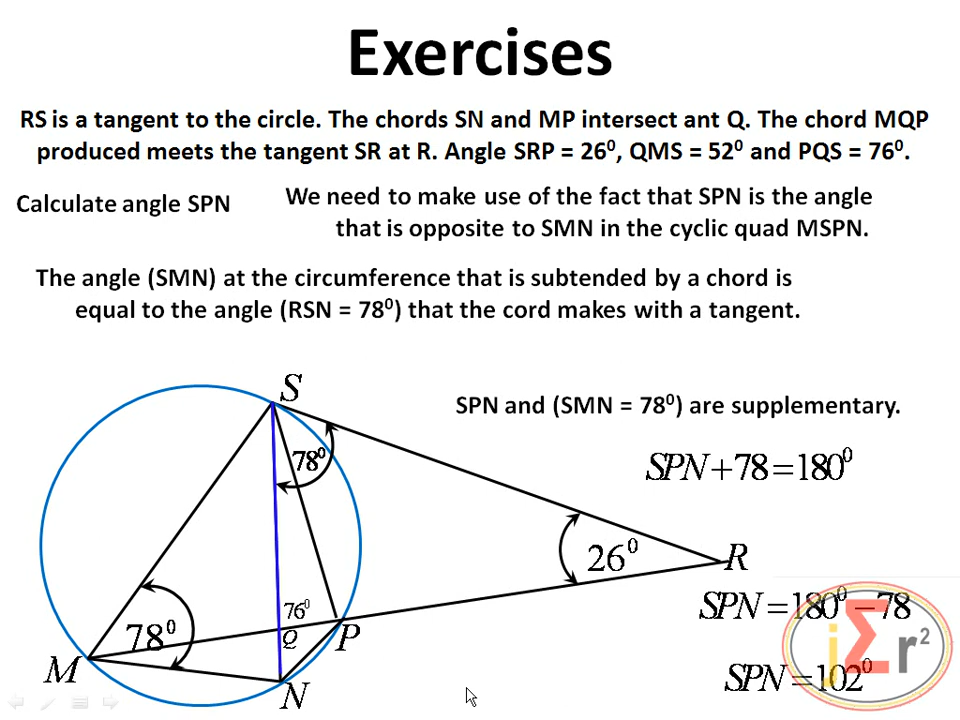 Exercises
RS is a tangent to the circle. The chords SN and MP intersect ant Q. The chord MQP
produced meets the tangent SR at R. Angle SRP = 26⁰, QMS = 52⁰ and PQS = 76⁰.
Calculate angle SPN
We need to make use of the fact that SPN is the angle
that is opposite to SMN in the cyclic quad MSPN.
The angle (SMN) at the circumference that is subtended by a chord is
equal to the angle (RSN = 78⁰) that the cord makes with a tangent.
S
SPN and (SMN = 78⁰) are supplementary.
78⁰
SPN+78=180⁰
26⁰
R
76⁰
SPN=180⁰−78
78⁰
Q
P
iΣr²
M
N
SPN=102⁰